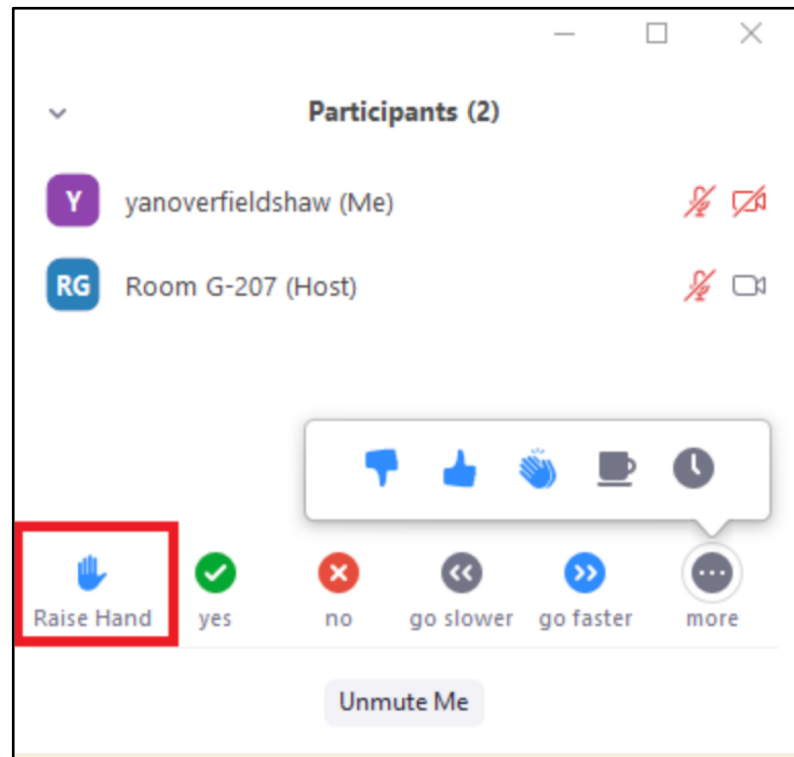 Participants (2)
Y yanoverfieldshaw (Me)
RG Room G-207 (Host)
Raise Hand yes no go slower go faster more
Unmute Me